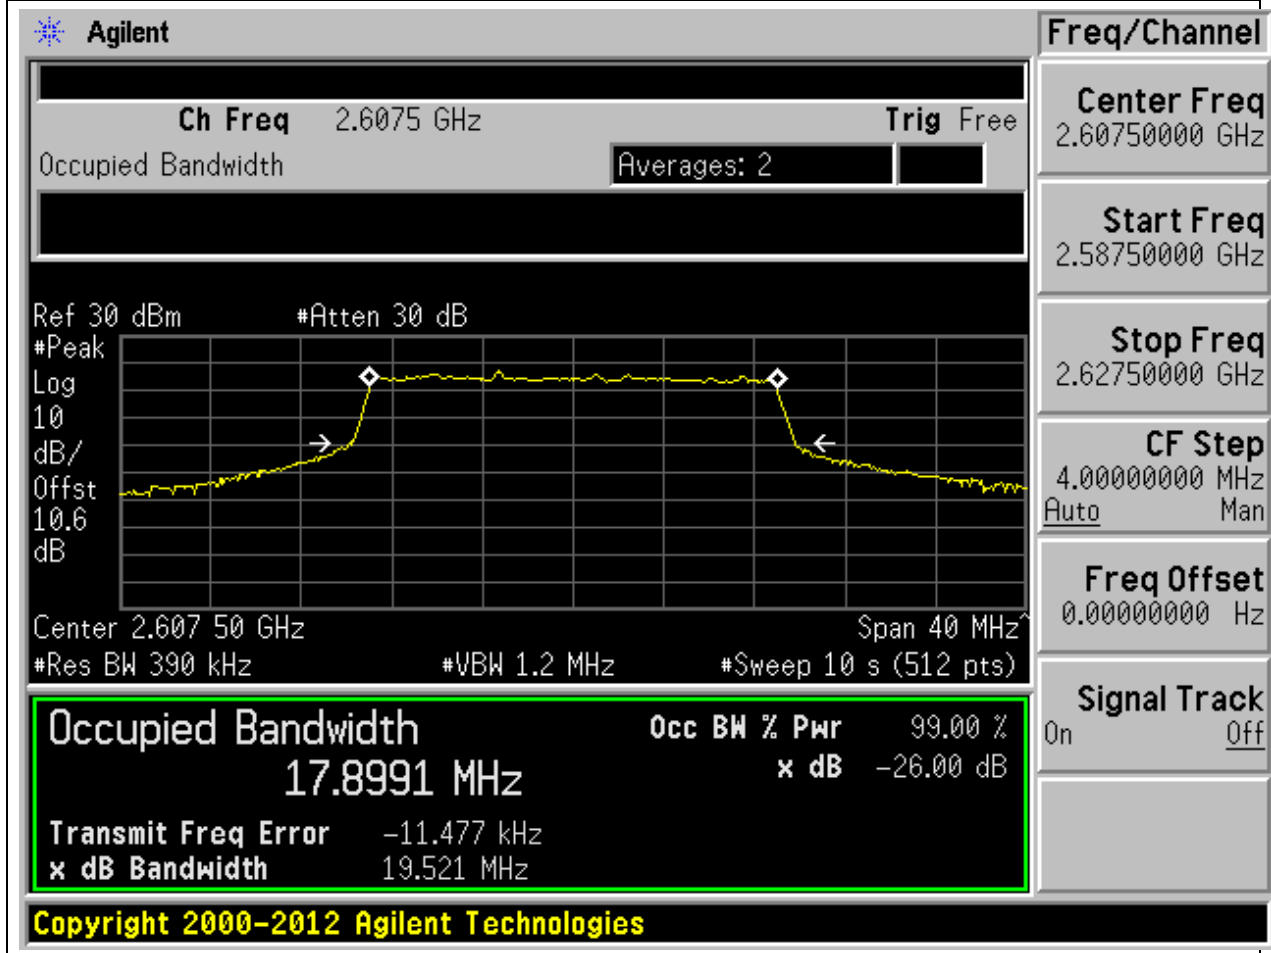 Agilent
Freq/Channel
Ch Freq 2.6075 GHz Trig Free
Occupied Bandwidth Averages: 2
Center Freq
2.60750000 GHz
Start Freq
2.58750000 GHz
Stop Freq
2.62750000 GHz
CF Step
4.00000000 MHz
Auto Man
Freq Offset
0.00000000 Hz
Signal Track
On Off
Ref 30 dBm #Atten 30 dB
#Peak
Log
10
dB/
Offst
10.6
dB
Center 2.607 50 GHz Span 40 MHz^
#Res BW 390 kHz #VBW 1.2 MHz #Sweep 10 s (512 pts)
Occupied Bandwidth Occ BW % Pwr 99.00 %
17.8991 MHz x dB -26.00 dB
Transmit Freq Error -11.477 kHz
x dB Bandwidth 19.521 MHz
Copyright 2000-2012 Agilent Technologies